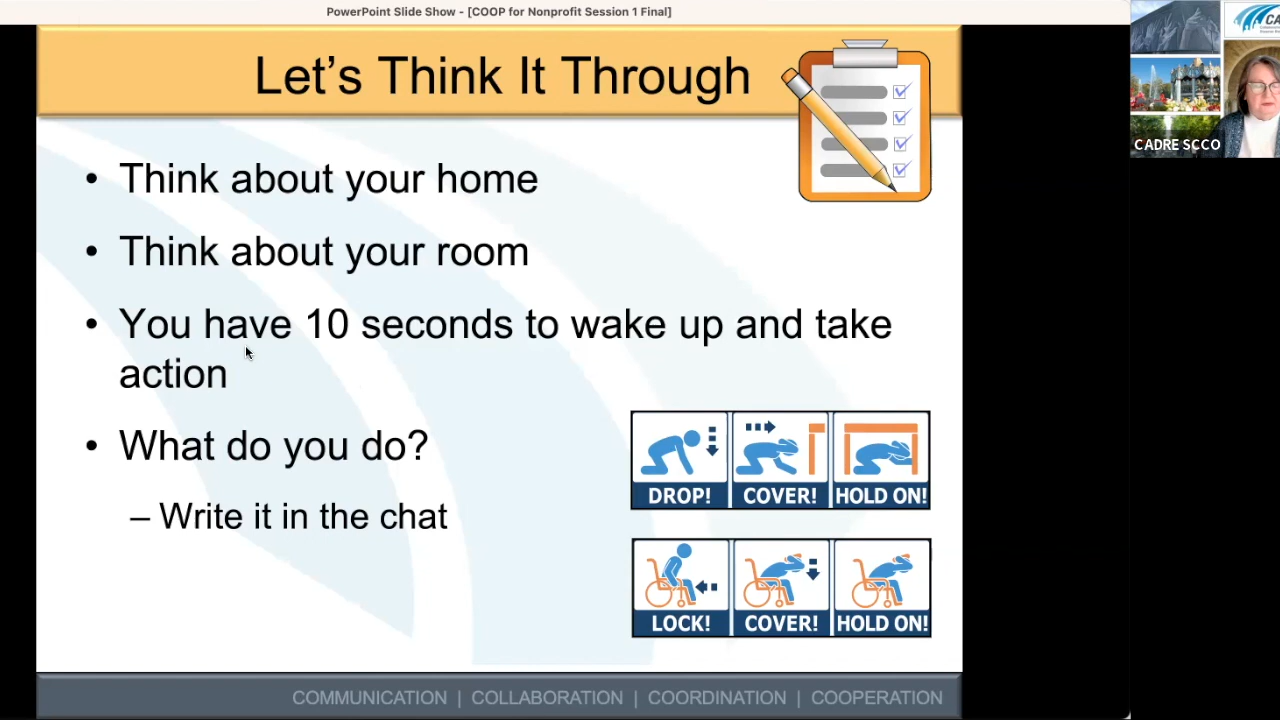 PowerPoint Slide Show - [COOP for Nonprofit Session 1 Final]
Let's Think It Through
• Think about your home
• Think about your room
• You have 10 seconds to wake up and take
action
• What do you do?
– Write it in the chat
DROP! COVER! HOLD ON!
LOCK! COVER! HOLD ON!
COMMUNICATION | COLLABORATION | COORDINATION | COOPERATION
CA
CADRE SCCO